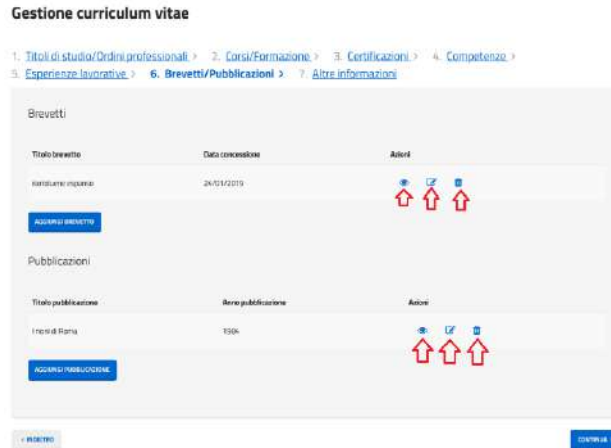 Gestione curriculum vitae
1. Titoli di studio/Ordini professionali > 2. Corsi/Formazione > 3. Certificazioni > 4. Competenze >
5. Esperienze lavorative > 6. Brevetti/Pubblicazioni > 7. Altre informazioni
Brevetti
Titolo brevetto Data concessione Azioni
24/01/2019
AGGIUNGI BREVETTO
Pubblicazioni
Titolo pubblicazione Anno pubblicazione Azioni
I rioni di Roma 1984
AGGIUNGI PUBBLICAZIONE
< INDIETRO CONTINUA